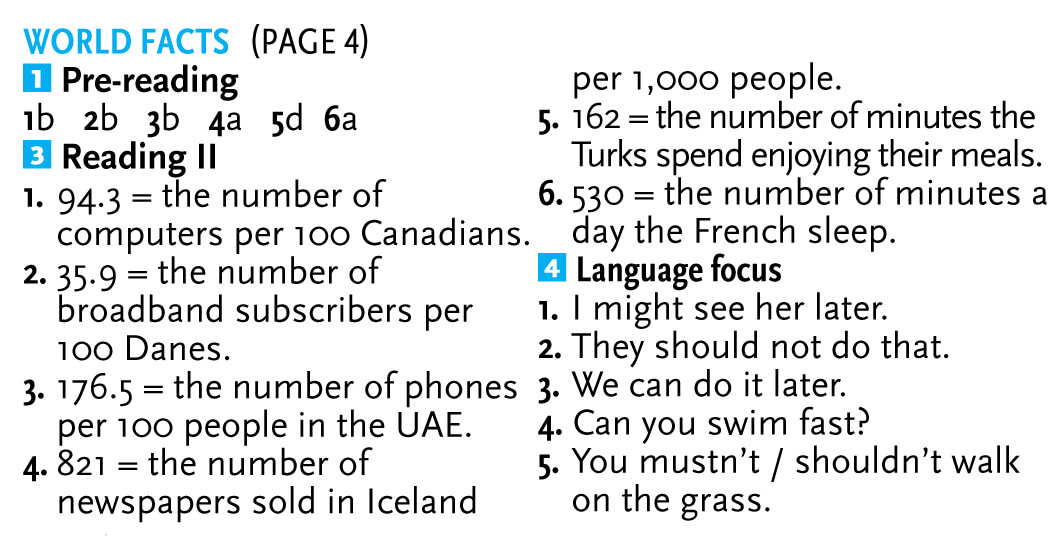 WORLD FACTS (PAGE 4)
1 Pre-reading
1b 2b 3b 4a 5d 6a
3 Reading II
1. 94.3 = the number of
computers per 100 Canadians.
2. 35.9 = the number of
broadband subscribers per
100 Danes.
3. 176.5 = the number of phones
per 100 people in the UAE.
4. 821 = the number of
newspapers sold in Iceland
per 1,000 people.
5. 162 = the number of minutes the
Turks spend enjoying their meals.
6. 530 = the number of minutes a
day the French sleep.
4 Language focus
1. I might see her later.
2. They should not do that.
3. We can do it later.
4. Can you swim fast?
5. You mustn't / shouldn't walk
on the grass.